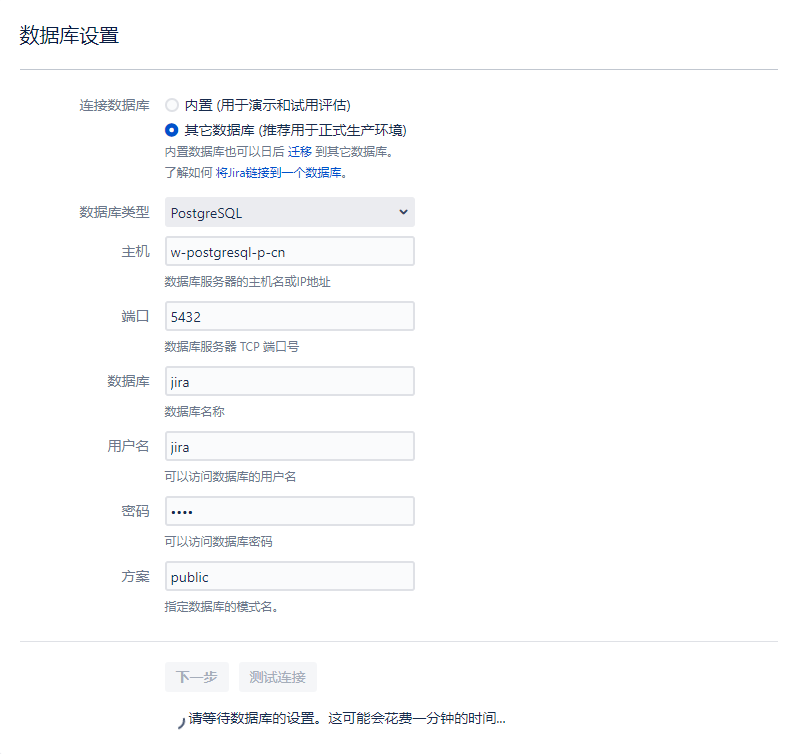 数据库设置
连接数据库 内置 (用于演示和试用评估)
其它数据库 (推荐用于正式生产环境)
内置数据库也可以日后 迁移 到其它数据库。
了解如何 将Jira链接到一个数据库。
数据库类型 PostgreSQL
主机 w-postgresql-p-cn
数据库服务器的主机名或IP地址
端口 5432
数据库服务器 TCP 端口号
数据库 jira
数据库名称
用户名 jira
可以访问数据库的用户名
密码 ••••
可以访问数据库密码
方案 public
指定数据库的模式名。
下一步 测试连接
请等待数据库的设置。这可能会花费一分钟的时间...